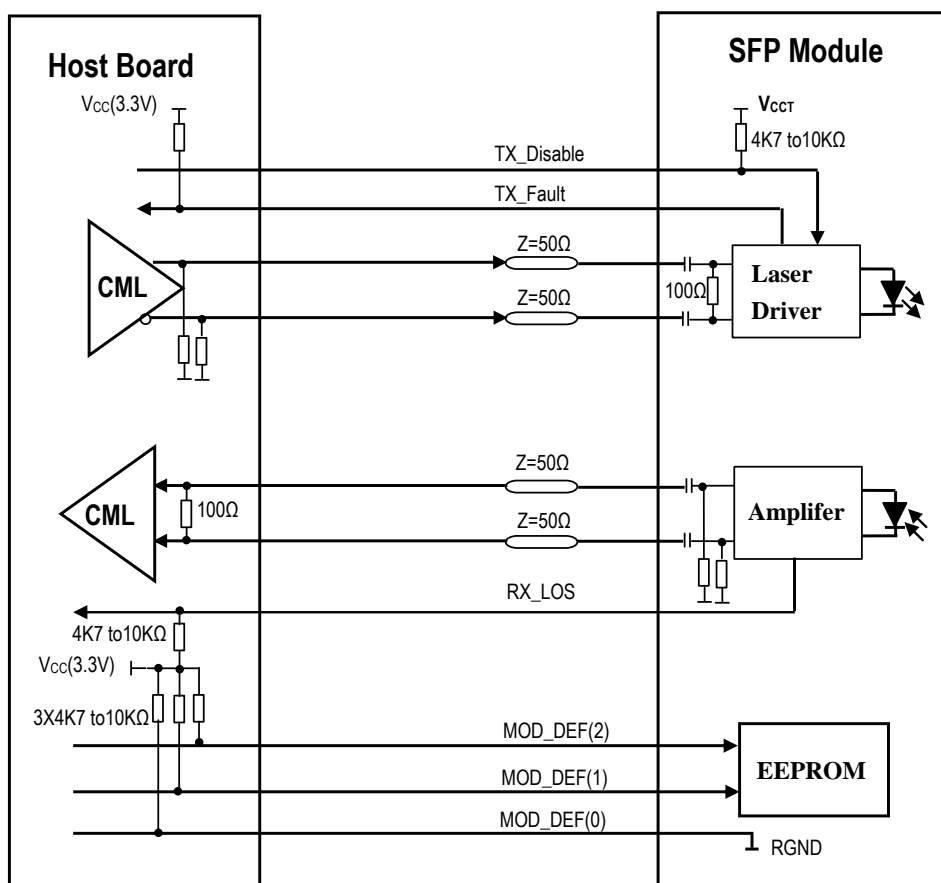 Host Board
SFP Module
Vcc(3.3V)
VCCT
4K7 to10KΩ
TX_Disable
TX_Fault
CML
Z=50Ω
Z=50Ω
100Ω
Laser
Driver
CML
100Ω
Z=50Ω
Z=50Ω
Amplifer
RX_LOS
4K7 to10KΩ
Vcc(3.3V)
3X4K7 to10KΩ
MOD_DEF(2)
MOD_DEF(1)
MOD_DEF(0)
EEPROM
RGND